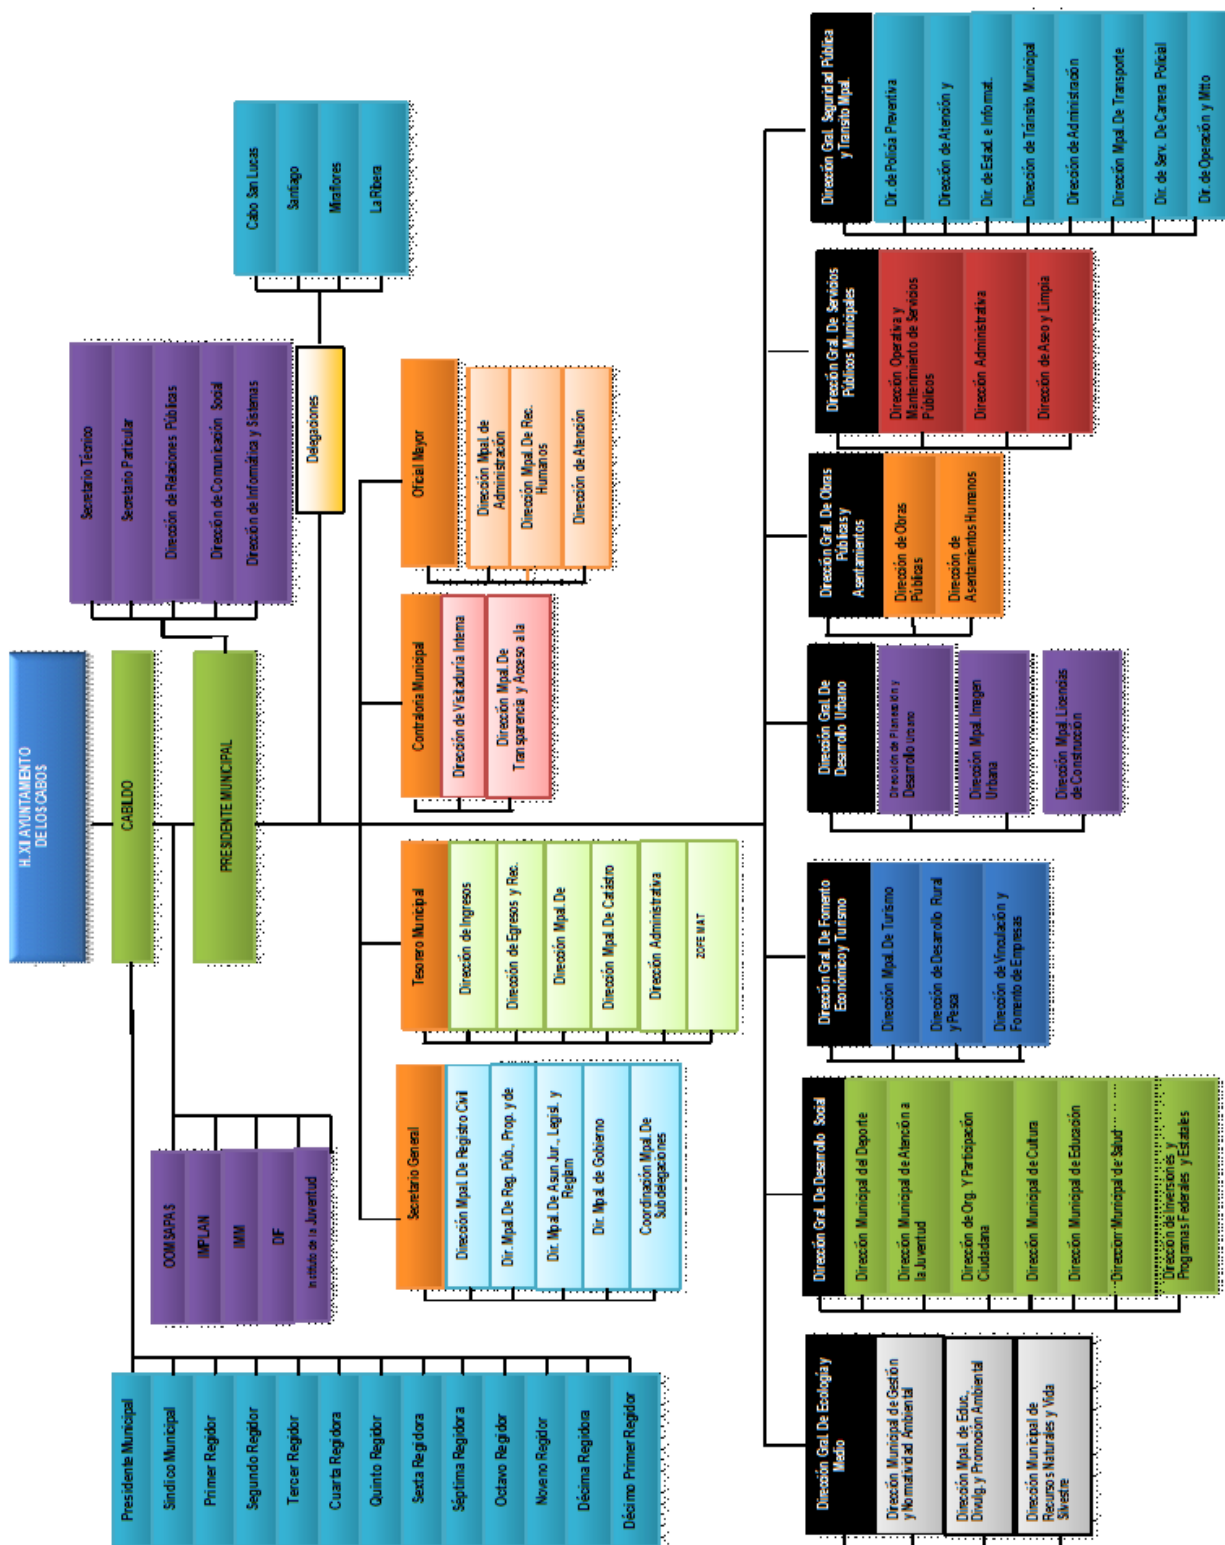 H. XII AYUNTAMIENTO
DE LOS CABOS
CABILDO
PRESIDENTE MUNICIPAL
Secretario Técnico
Secretario Particular
Dirección de Relaciones Públicas
Dirección de Comunicación Social
Dirección de Informática y Sistemas
Delegaciones
Cabo San Lucas
Santiago
Miraflores
La Ribera
OOMSAPAS
IMPLAN
IMM
DIF
Instituto de la Juventud
Presidente Municipal
Síndico Municipal
Primer Regidor
Segundo Regidor
Tercer Regidor
Cuarta Regidora
Quinto Regidor
Sexta Regidora
Séptima Regidora
Octavo Regidor
Noveno Regidor
Décima Regidora
Décimo Primer Regidor
Secretario General
Dirección Mpal. De Registro Civil
Dir. Mpal. De Reg. Púb., Prop. y de
Dir. Mpal. De Asun Jur., Legisl. y
Reglam
Dir. Mpal. de Gobierno
Coordinación Mpal. De
Subdelegaciones
Tesorero Municipal
Dirección de Ingresos
Dirección de Egresos y Rec.
Dirección Mpal. De
Dirección Mpal. De Catástro
Dirección Administrativa
ZOFEMAT
Contraloria Municipal
Dirección de Visitaduría Interna
Dirección Mpal. De
Transparencia y Acceso a la
Oficial Mayor
Dirección Mpal. de
Administración
Dirección Mpal. De Rec.
Humanos
Dirección de Atención
Dirección Gral. De Ecología y
Medio
Dirección Municipal de Gestión
y Normatividad Ambiental
Dirección Mpal. de Educ.,
Divulg. y Promoción Ambiental
Dirección Municipal de
Recursos Naturales y Vida
Silvestre
Dirección Gral. De Desarrollo Social
Dirección Municipal del Deporte
Dirección Municipal de Atención a
la Juventud
Dirección de Org. Y Participación
Ciudadana
Dirección Municipal de Cultura
Dirección Municipal de Educación
Dirección Municipal de Salud
Dirección de Inversiones y
Programas Federales y Estatales
Dirección Gral. De Fomento
Económico y Turismo
Dirección Mpal. De Turismo
Dirección de Desarrollo Rural
y Pesca
Dirección de Vinculación y
Fomento de Empresas
Dirección Gral. De
Desarrollo Urbano
Dirección de Planeación y
Desarrollo Urbano
Dirección Mpal. Imagen
Urbana
Dirección Mpal. Licencias
de Construcción
Dirección Gral. De Obras
Públicas y
Asentamientos
Dirección de Obras
Públicas
Dirección de
Asentamientos Humanos
Dirección Gral. De Servicios
Públicos Municipales
Dirección Operativa y
Mantenimiento de Servicios
Públicos
Dirección Administrativa
Dirección de Aseo y Limpia
Dirección Gral. Seguridad Pública
y Transito Mpal.
Dir. de Policía Preventiva
Dirección de Atención y
Dir. de Estad. e Informat.
Dirección de Tránsito Municipal
Dirección de Administración
Dirección Mpal. De Transporte
Dir. de Serv. De Carrera Policial
Dir. de Operación y Mtto